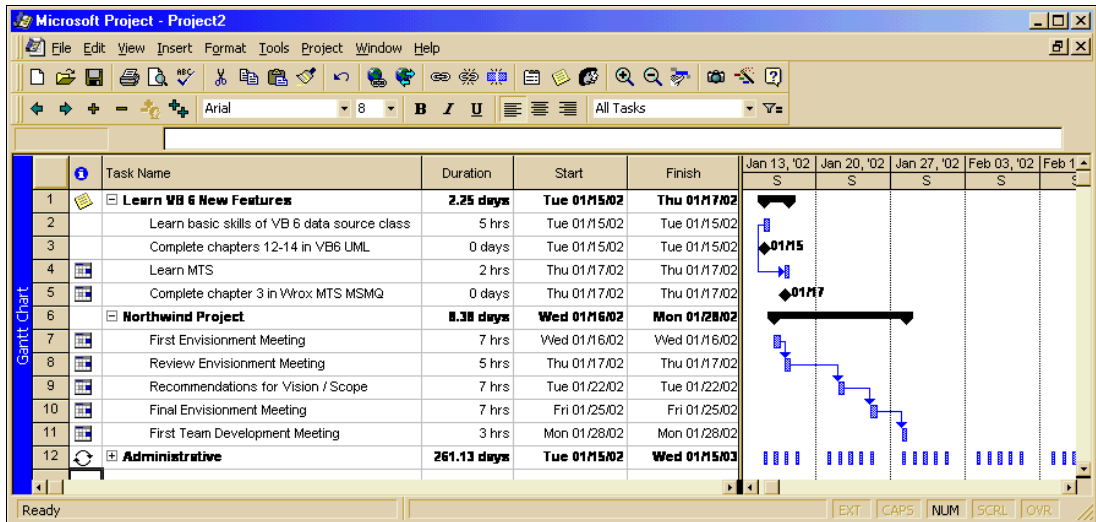 Microsoft Project - Project2
File Edit View Insert Format Tools Project Window Help
ABC
Arial 8 B I U All Tasks
Task Name Duration Start Finish Jan 13, '02 Jan 20, '02 Jan 27, '02 Feb 03, '02 Feb 1
S S S S S
1 Learn VB 6 New Features 2.25 days Tue 01/15/02 Thu 01/17/02
2 Learn basic skills of VB 6 data source class 5 hrs Tue 01/15/02 Tue 01/15/02
3 Complete chapters 12-14 in VB6 UML 0 days Tue 01/15/02 Tue 01/15/02 01/15
4 Learn MTS 2 hrs Thu 01/17/02 Thu 01/17/02
5 Complete chapter 3 in Wrox MTS MSMQ 0 days Thu 01/17/02 Thu 01/17/02 01/17
6 Northwind Project 8.38 days Wed 01/16/02 Mon 01/28/02
7 First Envisionment Meeting 7 hrs Wed 01/16/02 Wed 01/16/02
8 Review Envisionment Meeting 5 hrs Thu 01/17/02 Thu 01/17/02
9 Recommendations for Vision / Scope 7 hrs Tue 01/22/02 Tue 01/22/02
10 Final Envisionment Meeting 7 hrs Fri 01/25/02 Fri 01/25/02
11 First Team Development Meeting 3 hrs Mon 01/28/02 Mon 01/28/02
12 Administrative 261.13 days Tue 01/15/02 Wed 01/15/03
Gantt Chart
Ready EXT CAPS NUM SCRL OVR